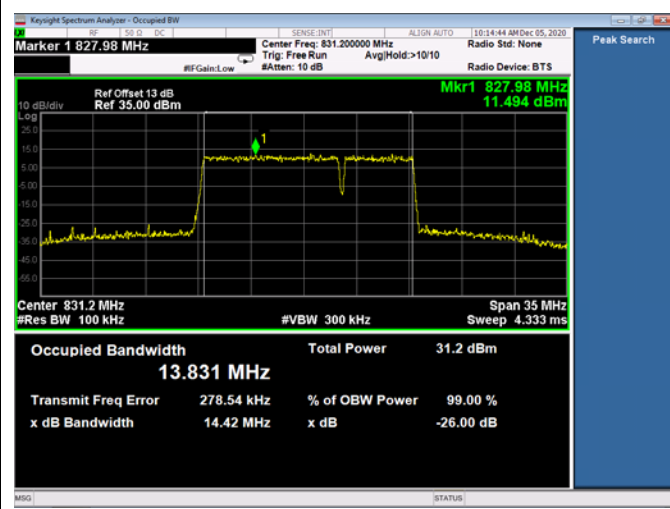 Keysight Spectrum Analyzer - Occupied BW
RF 50 Ω DC SENSE:INT ALIGN AUTO 10:14:44 AM Dec 05, 2020
Marker 1 827.98 MHz
Center Freq: 831.200000 MHz
Radio Std: None
Trig: Free Run Avg|Hold:>10/10
#IFGain:Low #Atten: 10 dB Radio Device: BTS
Peak Search
Ref Offset 13 dB
Mkr1 827.98 MHz
10 dB/div Ref 35.00 dBm 11.494 dBm
Log
25.0
1
15.0
5.00
-5.00
-15.0
-25.0
-35.0
-45.0
-55.0
Center 831.2 MHz Span 35 MHz
#Res BW 100 kHz #VBW 300 kHz Sweep 4.333 ms
Occupied Bandwidth Total Power 31.2 dBm
13.831 MHz
Transmit Freq Error 278.54 kHz % of OBW Power 99.00 %
x dB Bandwidth 14.42 MHz x dB -26.00 dB
MSG STATUS